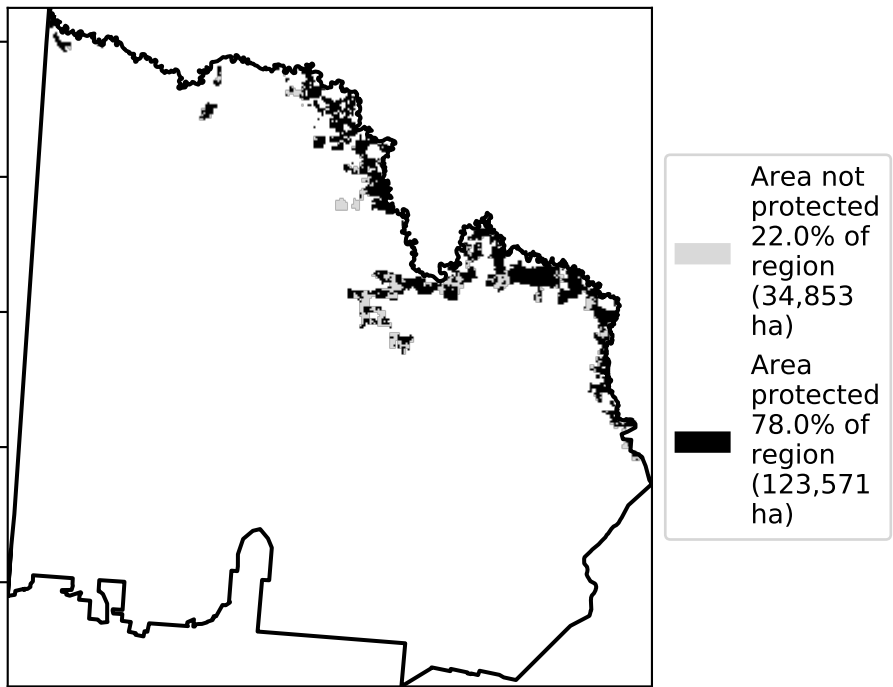 Area not
protected
22.0% of
region
(34,853
ha)
Area
protected
78.0% of
region
(123,571
ha)